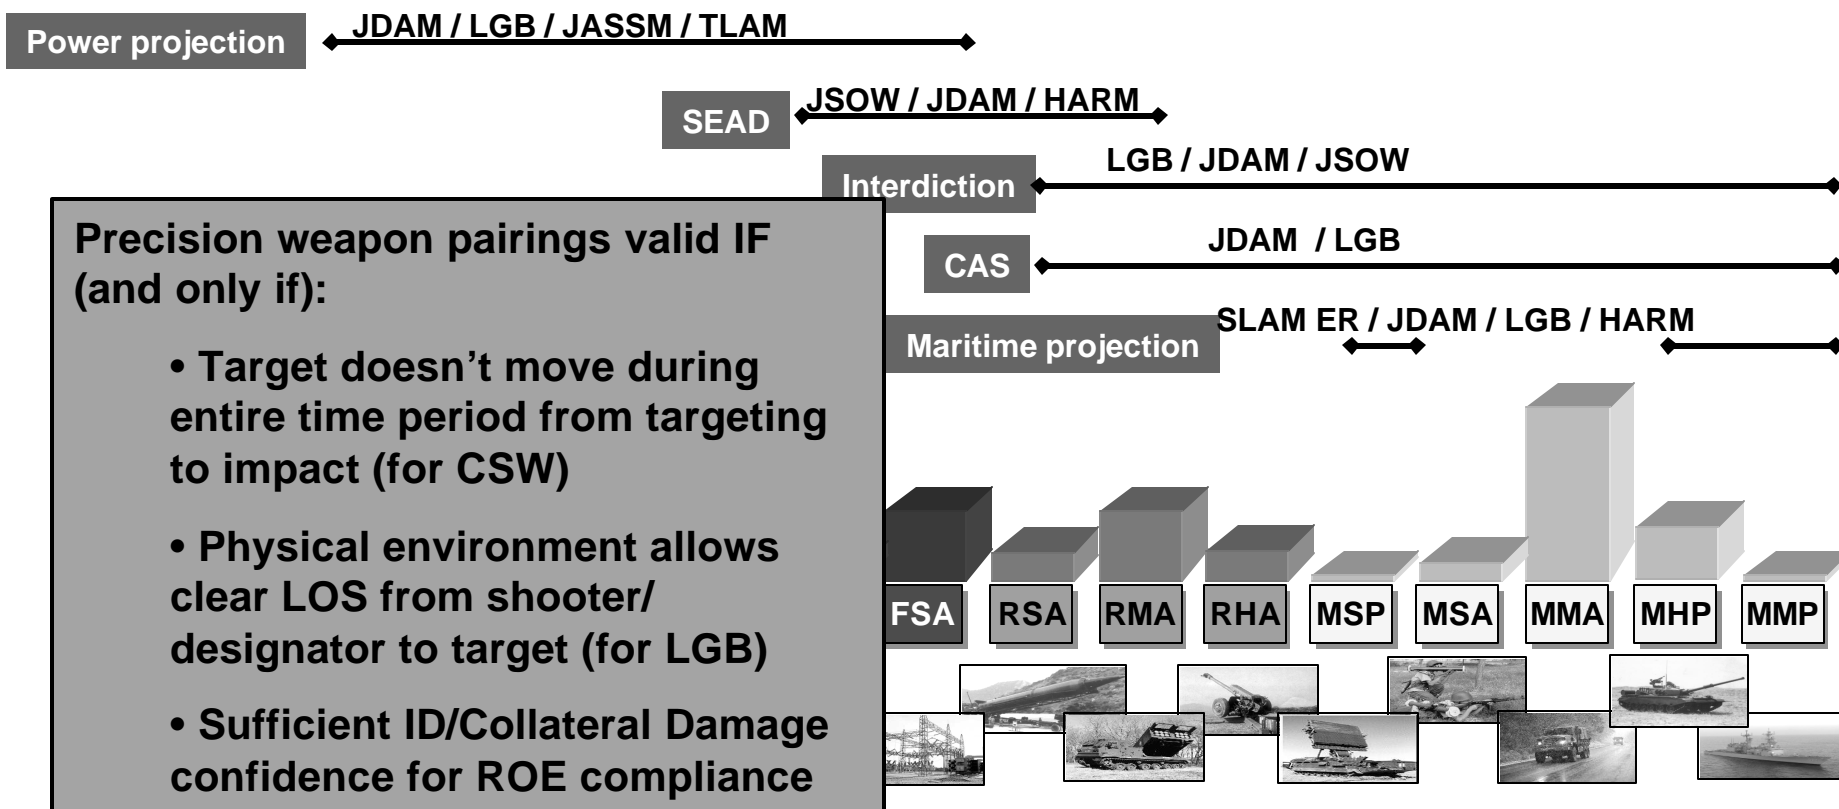 Power projection
JDAM / LGB / JASSM / TLAM
SEAD
JSOW / JDAM / HARM
Interdiction
LGB / JDAM / JSOW
CAS
JDAM / LGB
Maritime projection
SLAM ER / JDAM / LGB / HARM
Precision weapon pairings valid IF
(and only if):
• Target doesn’t move during
entire time period from targeting
to impact (for CSW)
• Physical environment allows
clear LOS from shooter/
designator to target (for LGB)
• Sufficient ID/Collateral Damage
confidence for ROE compliance
FSA RSA RMA RHA MSP MSA MMA MHP MMP